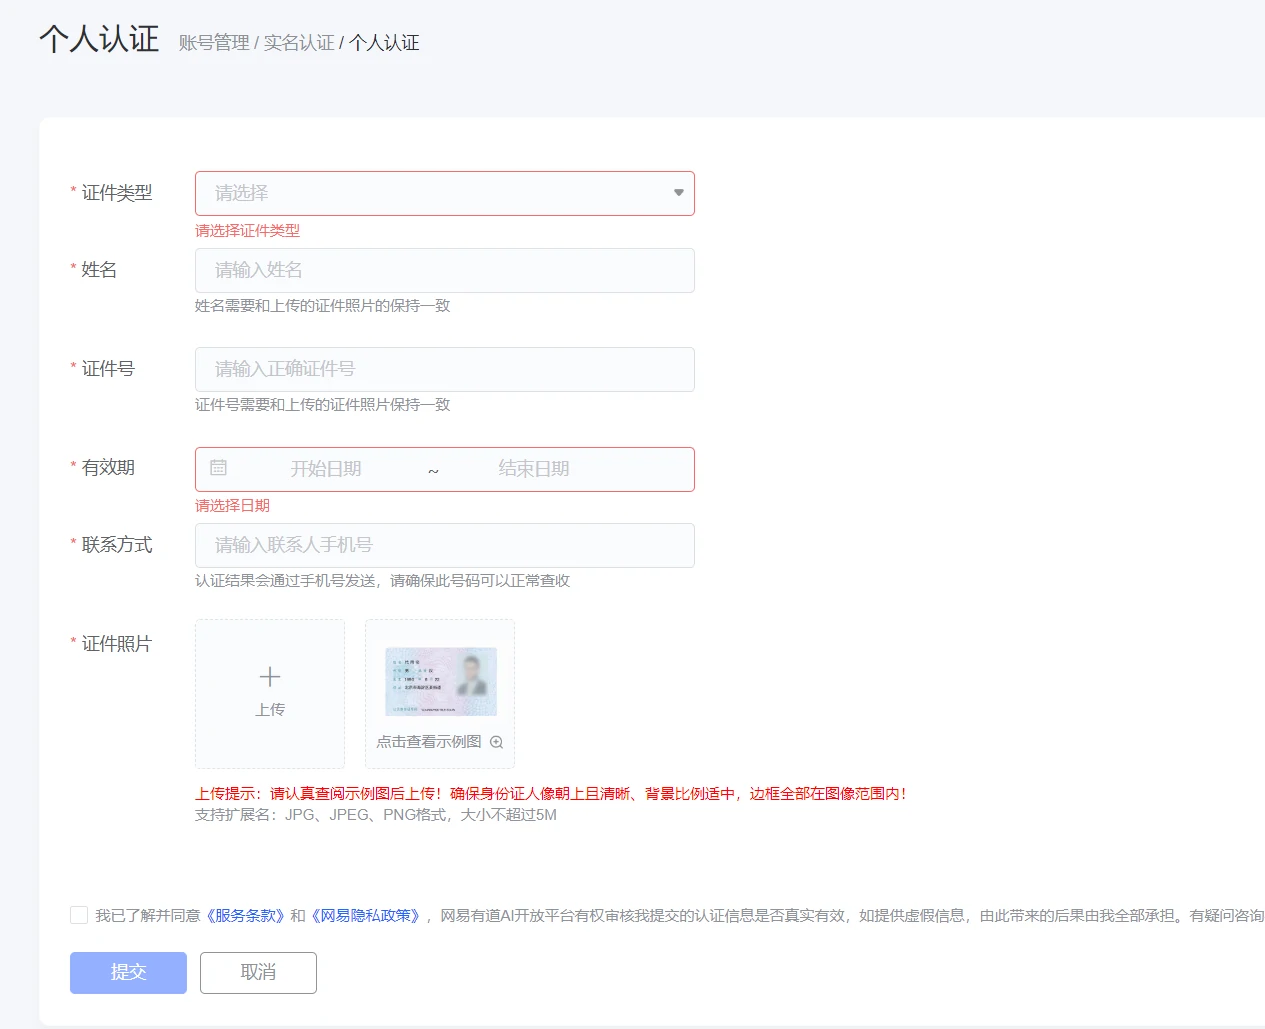 个人认证 账号管理 / 实名认证 / 个人认证
* 证件类型 请选择
请选择证件类型
* 姓名 请输入姓名
姓名需要和上传的证件照片的保持一致
* 证件号 请输入正确证件号
证件号需要和上传的证件照片保持一致
* 有效期 开始日期 ~ 结束日期
请选择日期
* 联系方式 请输入联系人手机号
认证结果会通过手机号发送，请确保此号码可以正常查收
* 证件照片
上传
点击查看示例图
上传提示：请认真查阅示例图后上传！确保身份证人像朝上且清晰、背景比例适中，边框全部在图像范围内！
支持扩展名：JPG、JPEG、PNG格式，大小不超过5M
我已了解并同意《服务条款》和《网易隐私政策》，网易有道AI开放平台有权审核我提交的认证信息是否真实有效，如提供虚假信息，由此带来的后果由我全部承担。有疑问咨询
提交 取消